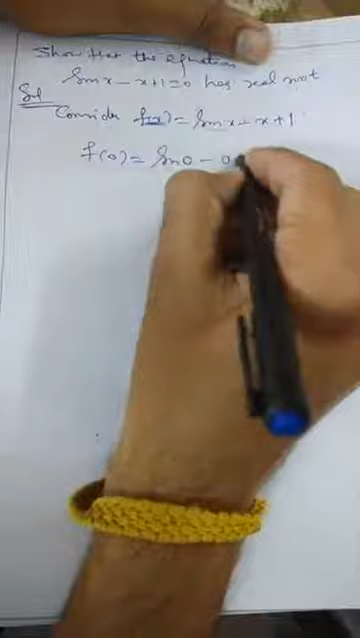 Show that the equation
Sin x - x + 1 = 0 has real root
Sol
Consider f(x) = Sin x - x + 1
f(0) = Sin 0 - 0